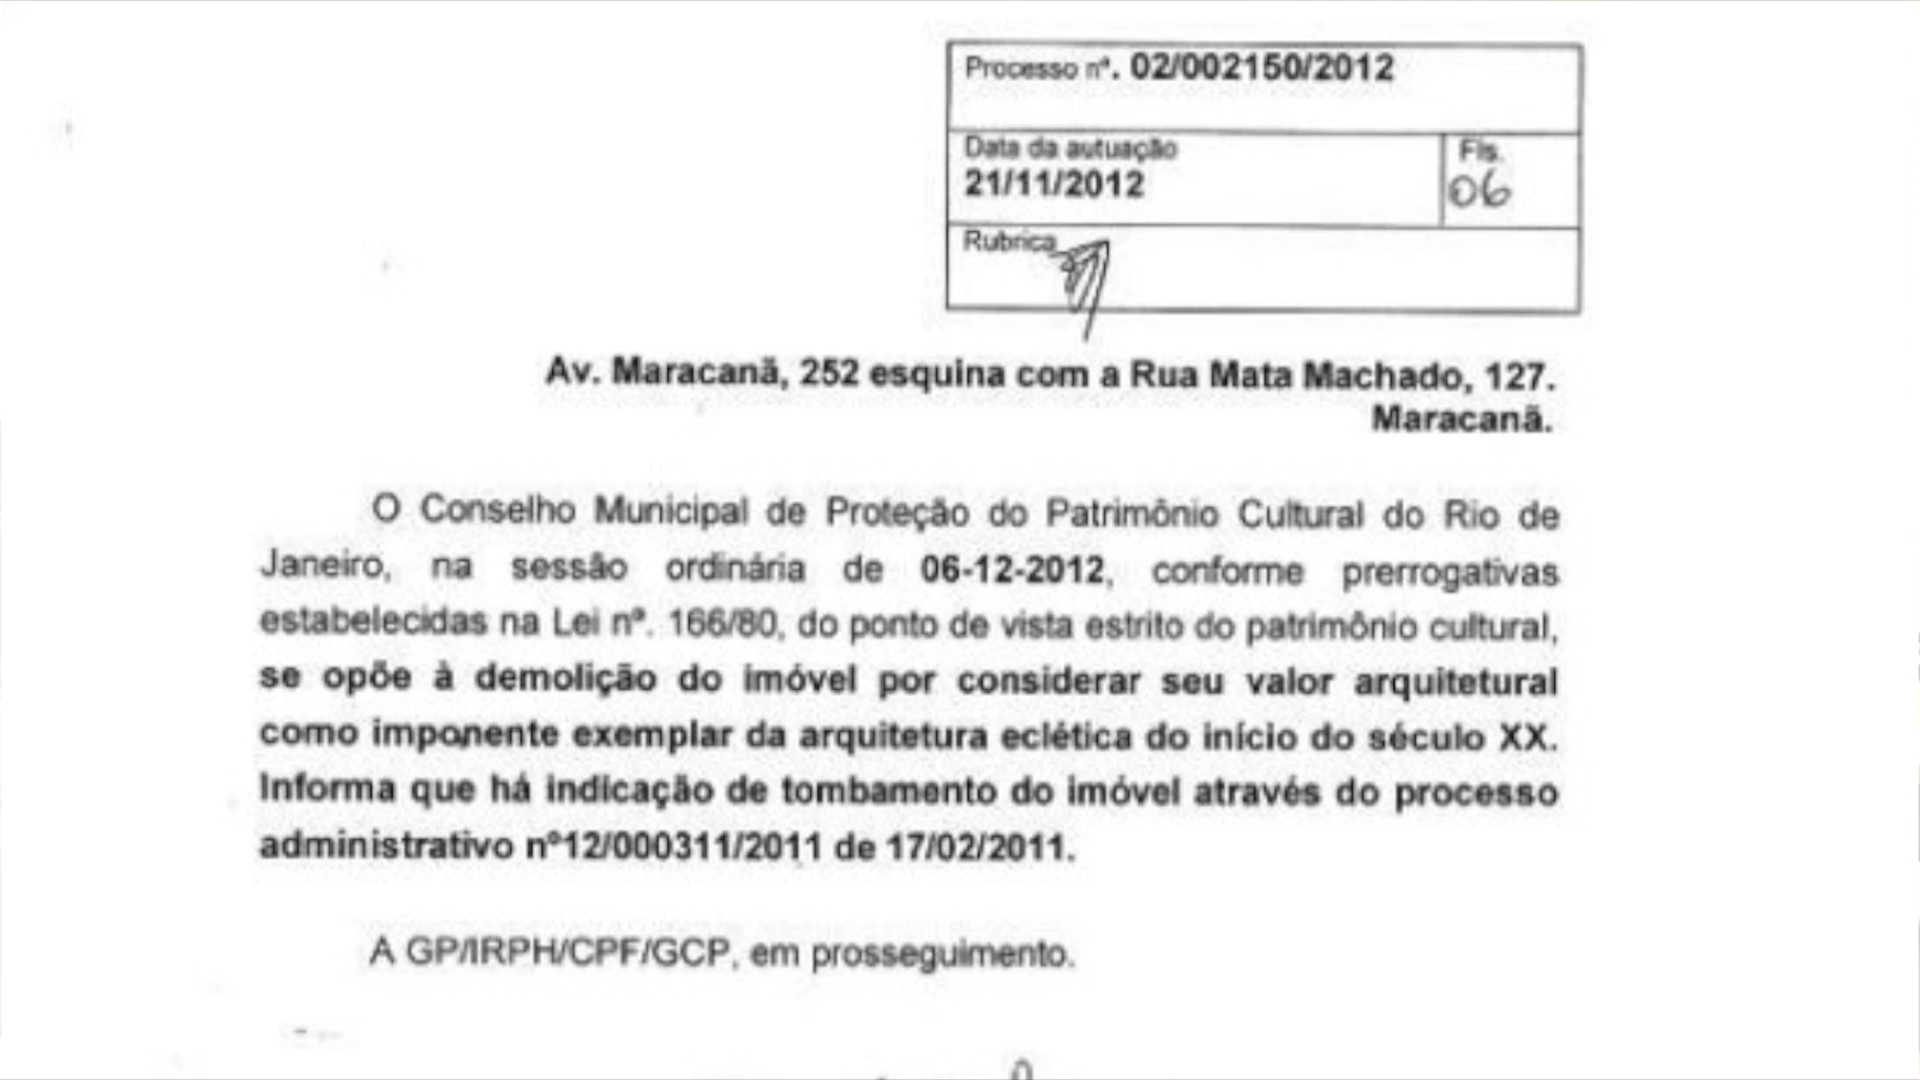 Processo nº. 02/002150/2012
Data da autuação
21/11/2012
Fls.
06
Rubrica
Av. Maracanã, 252 esquina com a Rua Mata Machado, 127.
Maracanã.
O Conselho Municipal de Proteção do Patrimônio Cultural do Rio de
Janeiro, na sessão ordinária de 06-12-2012, conforme prerrogativas
estabelecidas na Lei nº. 166/80, do ponto de vista estrito do patrimônio cultural,
se opõe à demolição do imóvel por considerar seu valor arquitetural
como imponente exemplar da arquitetura eclética do início do século XX.
Informa que há indicação de tombamento do imóvel através do processo
administrativo nº12/000311/2011 de 17/02/2011.
A GP/IRPH/CPF/GCP, em prosseguimento.